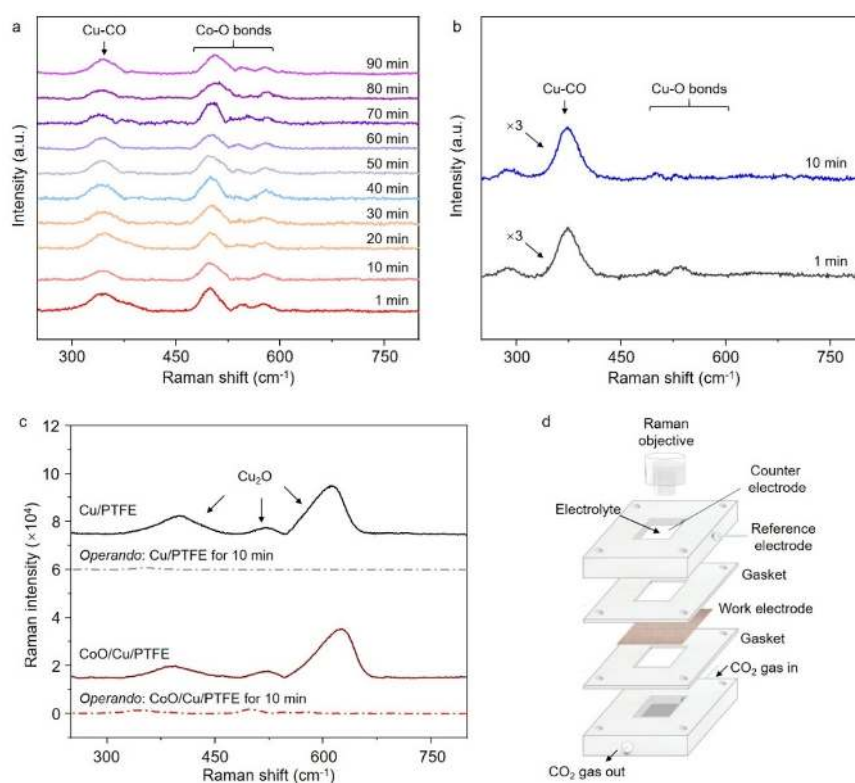 a
Cu-CO
Co-O bonds
90 min
80 min
70 min
60 min
50 min
40 min
30 min
20 min
10 min
1 min
Intensity (a.u.)
300
450
600
750
Raman shift (cm⁻¹)
b
Cu-CO
Cu-O bonds
×3
10 min
×3
1 min
Intensity (a.u.)
300
450
600
750
Raman shift (cm⁻¹)
c
12
10
8
6
4
2
0
Raman intensity (×10⁴)
Cu₂O
Cu/PTFE
Operando: Cu/PTFE for 10 min
CoO/Cu/PTFE
Operando: CoO/Cu/PTFE for 10 min
300
450
600
750
Raman shift (cm⁻¹)
d
Raman
objective
Counter
electrode
Electrolyte
Reference
electrode
Gasket
Work electrode
Gasket
CO₂ gas in
CO₂ gas out